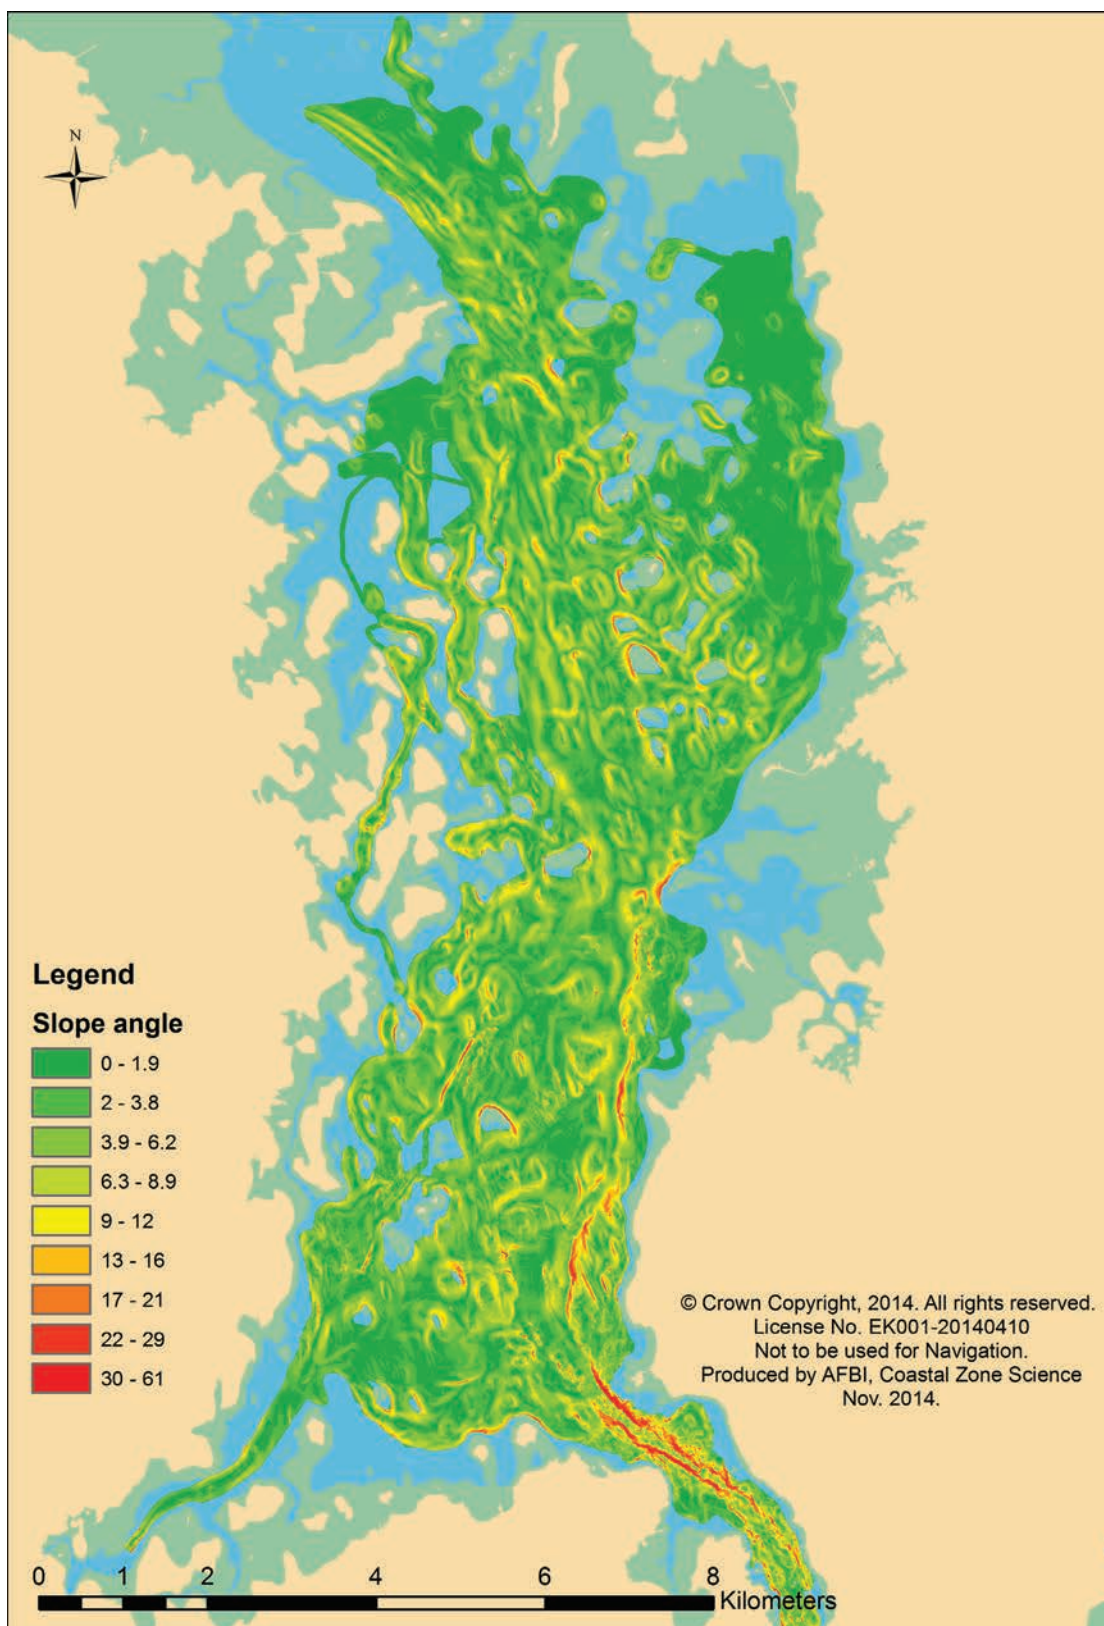 N
Legend
Slope angle
0 - 1.9
2 - 3.8
3.9 - 6.2
6.3 - 8.9
9 - 12
13 - 16
17 - 21
22 - 29
30 - 61
© Crown Copyright, 2014. All rights reserved.
License No. EK001-20140410
Not to be used for Navigation.
Produced by AFBI, Coastal Zone Science
Nov. 2014.
0 1 2 4 6 8
Kilometers